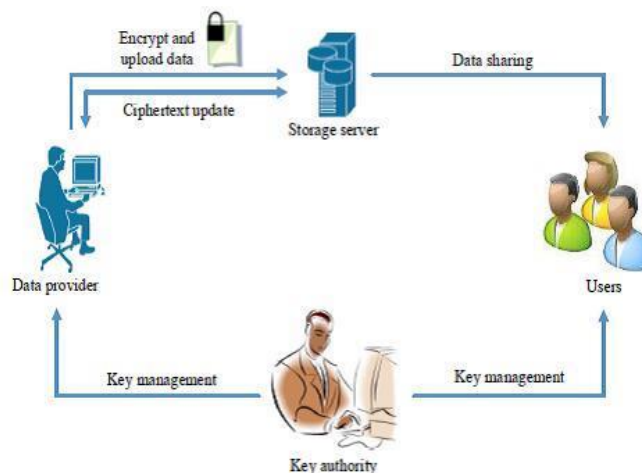 Encrypt and
upload data
Data sharing
Ciphertext update
Storage server
Data provider
Users
Key management
Key management
Key authority